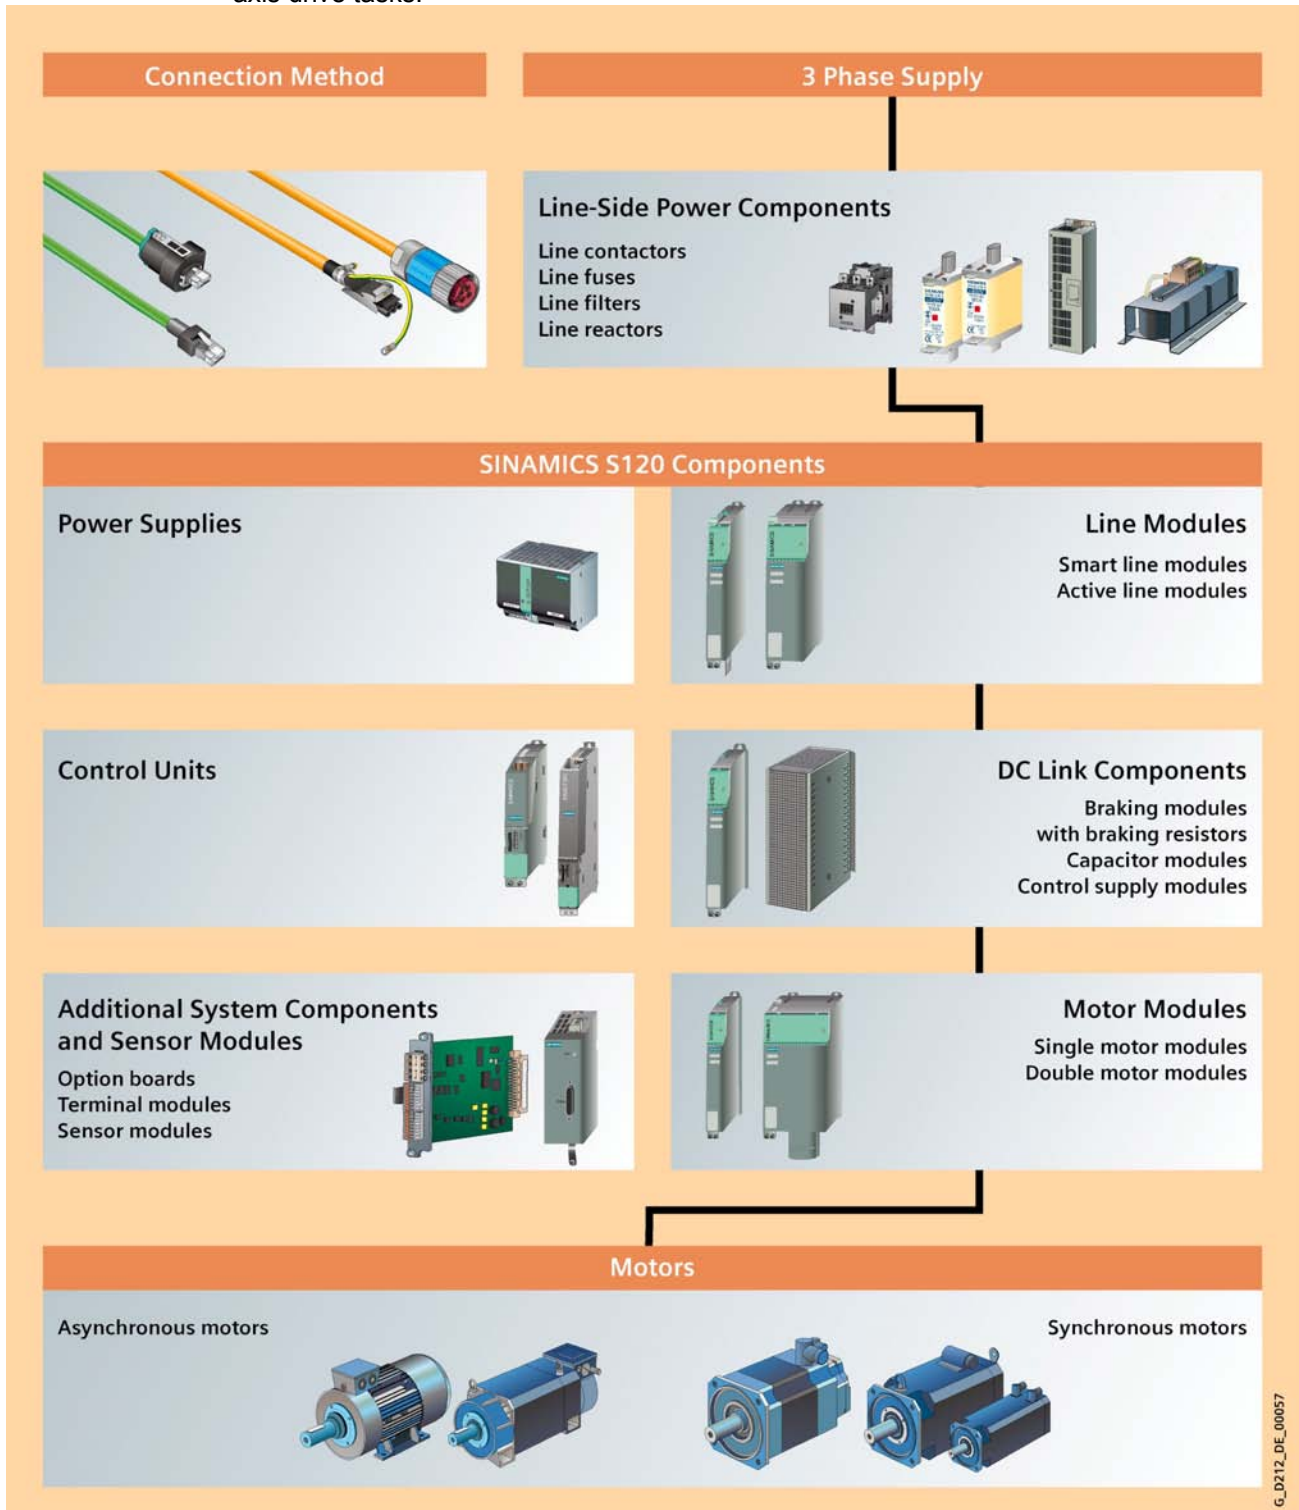 axis drive tasks.
Connection Method
3 Phase Supply
Line-Side Power Components
Line contactors
Line fuses
Line filters
Line reactors
SINAMICS S120 Components
Power Supplies
Line Modules
Smart line modules
Active line modules
Control Units
DC Link Components
Braking modules
with braking resistors
Capacitor modules
Control supply modules
Additional System Components
and Sensor Modules
Option boards
Terminal modules
Sensor modules
Motor Modules
Single motor modules
Double motor modules
Motors
Asynchronous motors
Synchronous motors
G_D212_DE_00057